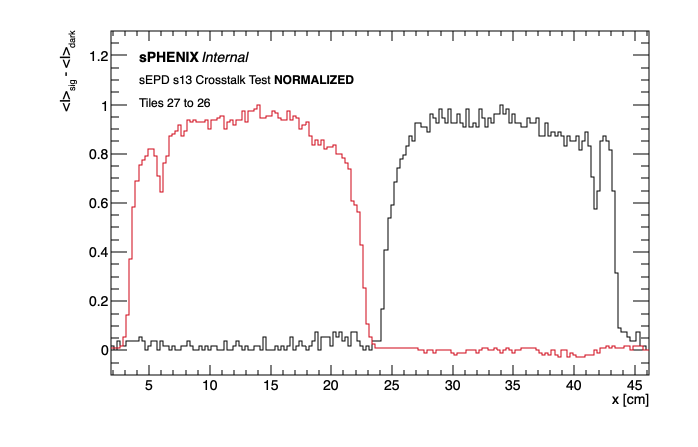 <I>sig - <I>dark
sPHENIX Internal
sEPD s13 Crosstalk Test NORMALIZED
Tiles 27 to 26
1.2
1
0.8
0.6
0.4
0.2
0
5 10 15 20 25 30 35 40 45
x [cm]